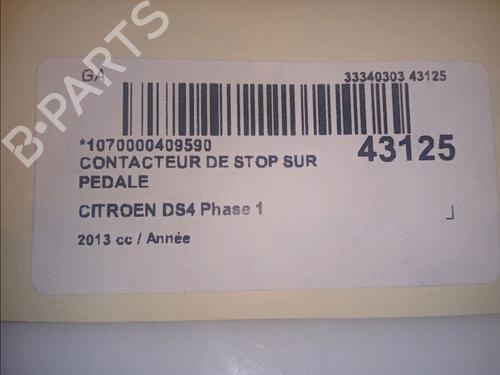 GA
33340303 43125
*1070000409590
43125
CONTACTEUR DE STOP SUR
PEDALE
CITROEN DS4 Phase 1
2013 cc / Année
B-PARTS